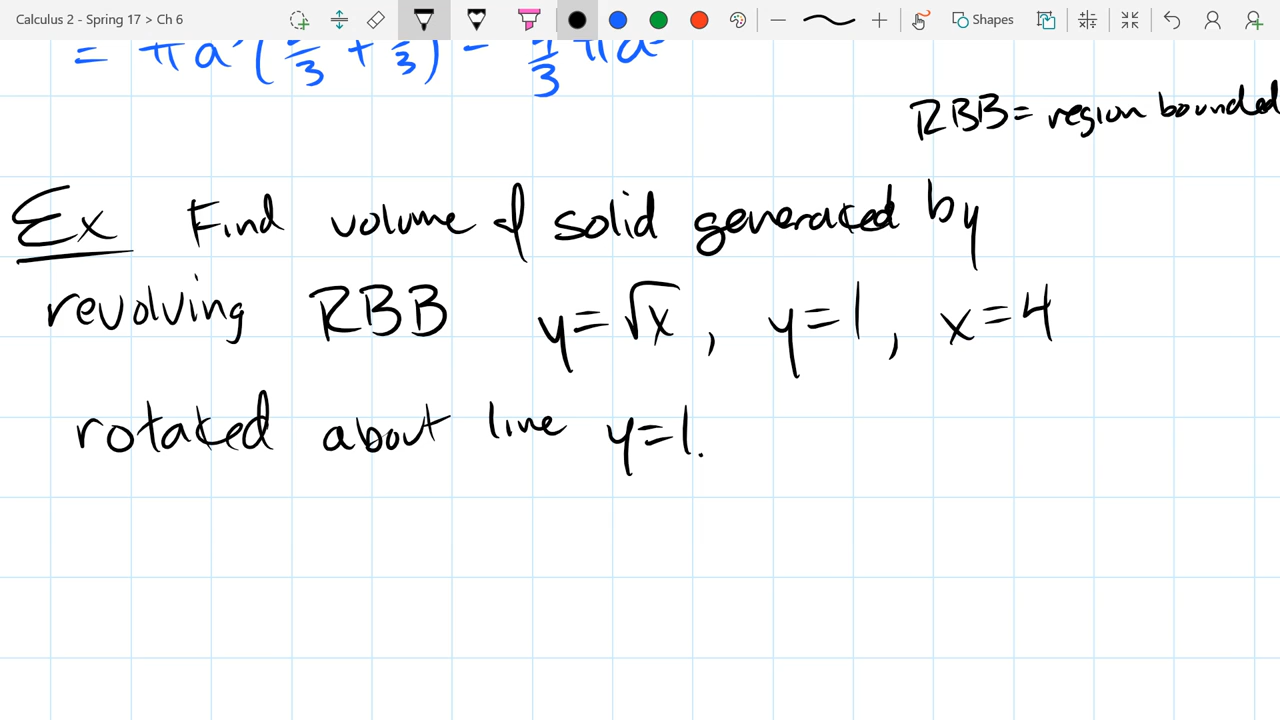 Calculus 2 - Spring 17 > Ch 6
Shapes
RBB = region bounded
Ex Find volume of solid generated by
revolving RBB y=√x, y=1, x=4
rotated about line y=1.